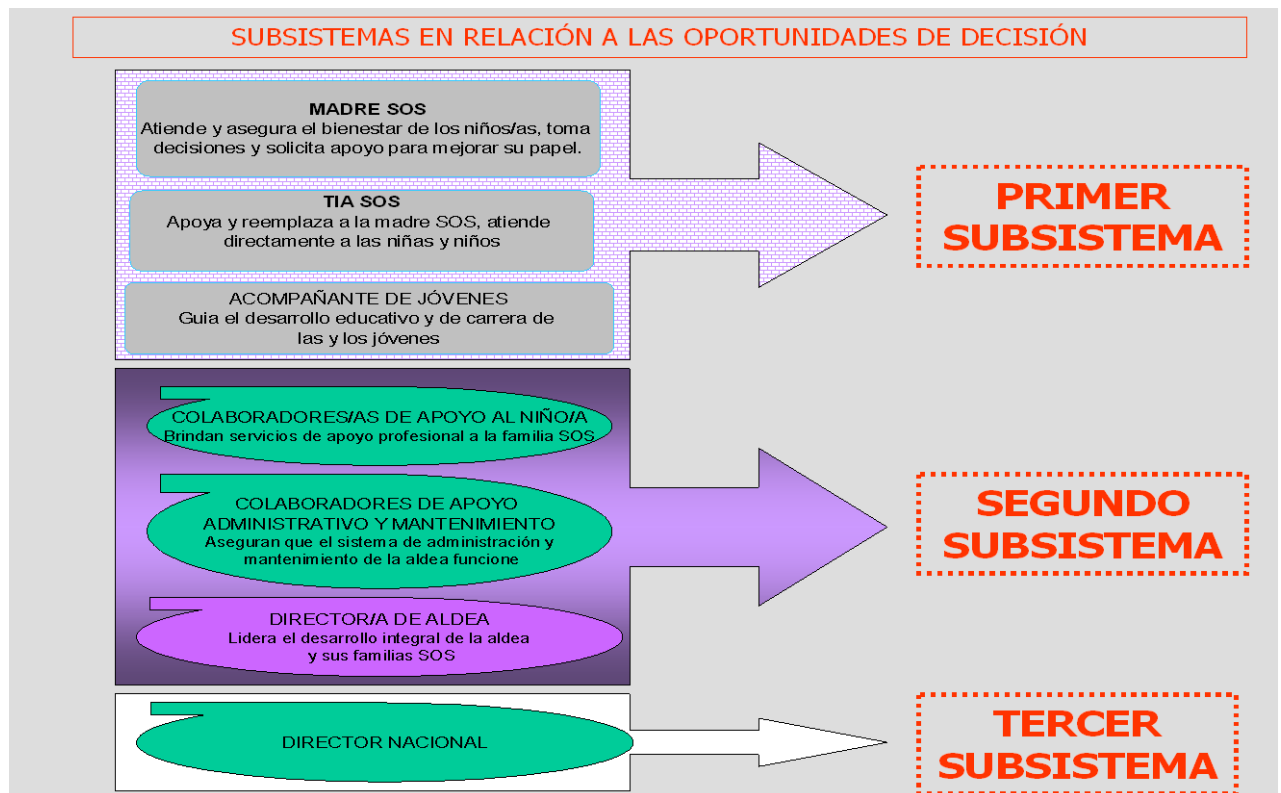 SUBSISTEMAS EN RELACIÓN A LAS OPORTUNIDADES DE DECISIÓN
MADRE SOS
Atiende y asegura el bienestar de los niños/as, toma
decisiones y solicita apoyo para mejorar su papel.
TIA SOS
Apoya y reemplaza a la madre SOS, atiende
directamente a las niñas y niños
ACOMPAÑANTE DE JÓVENES
Guia el desarrollo educativo y de carrera de
las y los jóvenes
PRIMER
SUBSISTEMA
COLABORADORES/AS DE APOYO AL NIÑO/A
Brindan servicios de apoyo profesional a la familia SOS
COLABORADORES DE APOYO
ADMINISTRATIVO Y MANTENIMIENTO
Aseguran que el sistema de administración y
mantenimiento de la aldea funcione
DIRECTOR/A DE ALDEA
Lidera el desarrollo integral de la aldea
y sus familias SOS
SEGUNDO
SUBSISTEMA
DIRECTOR NACIONAL
TERCER
SUBSISTEMA